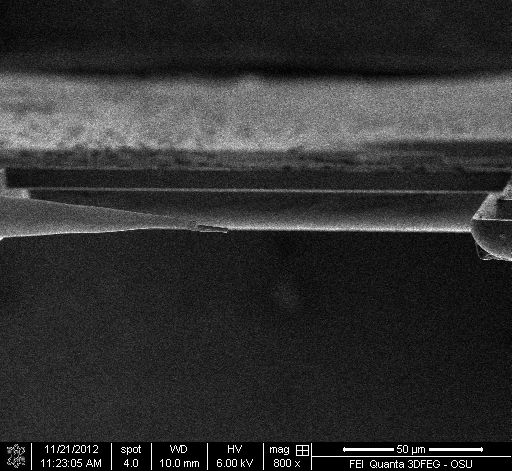 11/21/2012 spot WD HV mag 50 µm
11:23:05 AM 4.0 10.0 mm 6.00 kV 800 x FEI Quanta 3DFEG - OSU